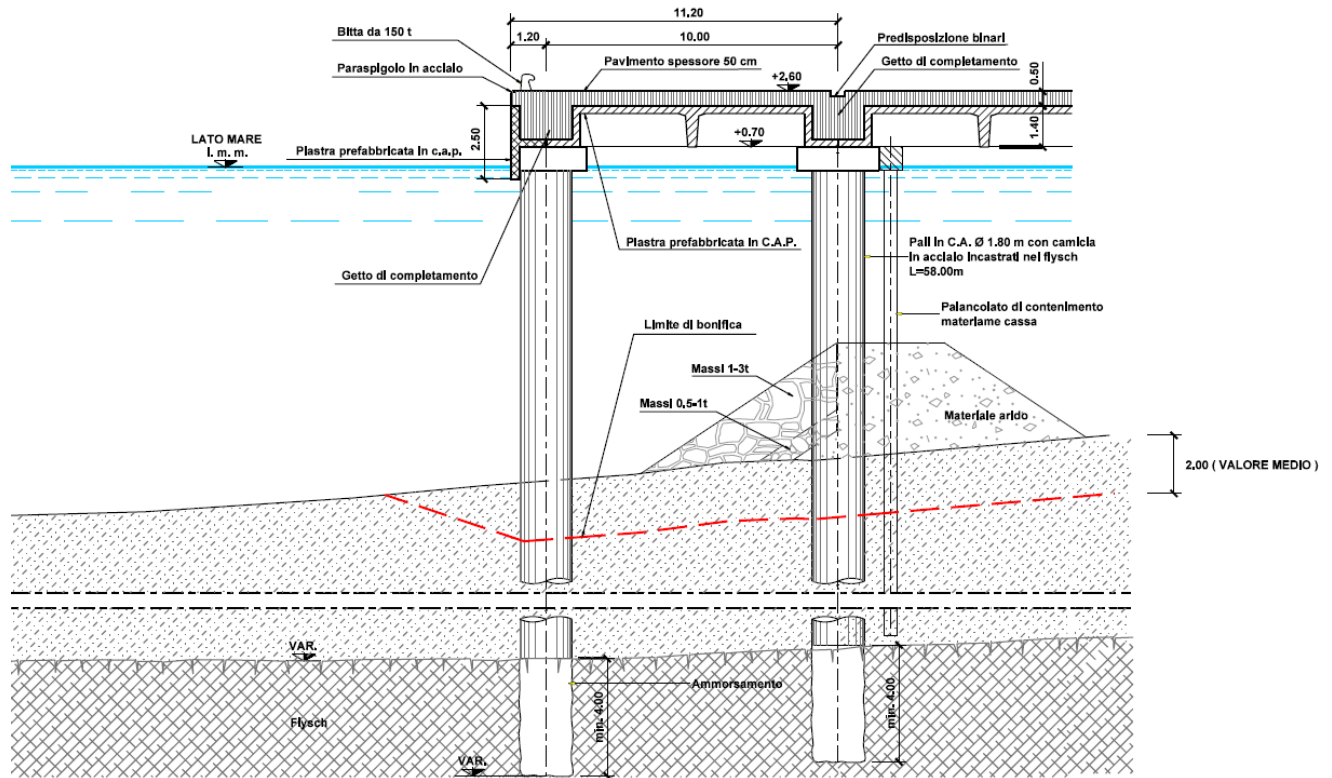 11.20
Bitta da 150 t
1.20
10.00
Predisposizione binari
Paraspigolo in acciaio
Pavimento spessore 50 cm
Getto di completamento
+2.60
0.50
2.50
1.40
LATO MARE
l. m. m.
+0.70
Piastra prefabbricata in c.a.p.
Piastra prefabbricata in C.A.P.
Pali in C.A. Ø 1.80 m con camicia
in acciaio incastrati nel flysch
L=58.00m
Getto di completamento
Palancolato di contenimento
materiame cassa
Limite di bonifica
Massi 1-3t
Massi 0,5-1t
Materiale arido
2.00 ( VALORE MEDIO )
VAR.
Ammorsamento
min. 4.00
min. 4.00
Flysch
VAR.